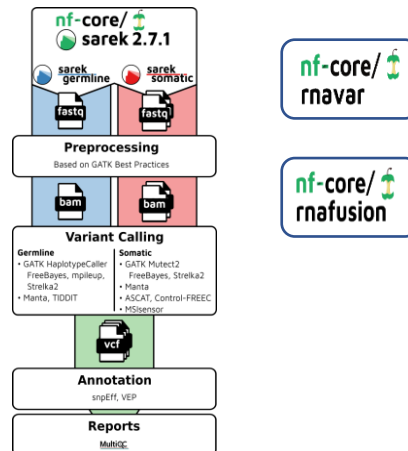 nf-core/
sarek 2.7.1
sarek
germline
sarek
somatic
fastq
fastq
Preprocessing
Based on GATK Best Practices
bam
bam
Variant Calling
Germline
• GATK HaplotypeCaller
FreeBayes, mpileup,
Strelka2
• Manta, TIDDIT
Somatic
• GATK Mutect2
FreeBayes, Strelka2
• Manta
• ASCAT, Control-FREEC
• MSIsensor
vcf
Annotation
snpEff, VEP
Reports
MultiQC
nf-core/
rnavar
nf-core/
rnafusion